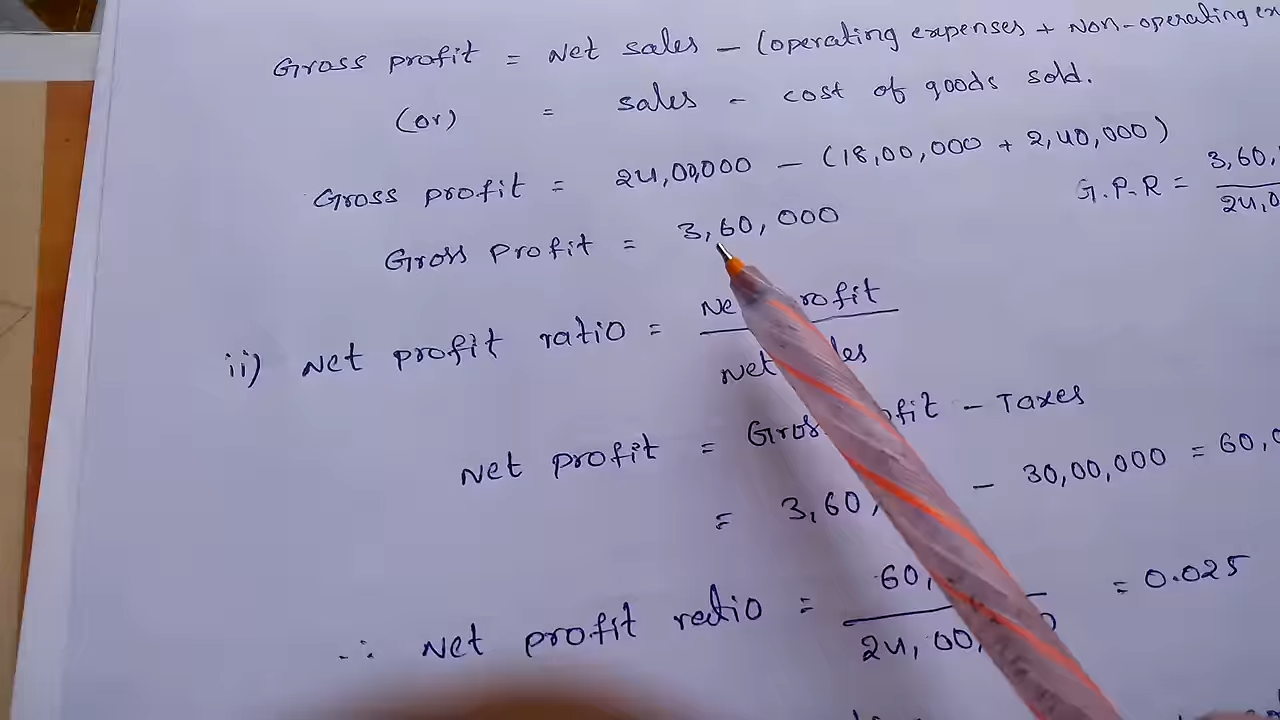 Gross profit = Net sales - (operating expenses + Non-operating
(or) = sales - cost of goods sold.
Gross profit = 24,00,000 - (18,00,000 + 2,40,000)
G.P.R = 3,60,
24,0
Gross Profit = 3,60,000
ii) Net profit ratio =
Net
Net profit = - Taxes
= 3,60, - 30,00,000 = 60,0
∴ Net profit ratio = 60, = 0.025
24,00,